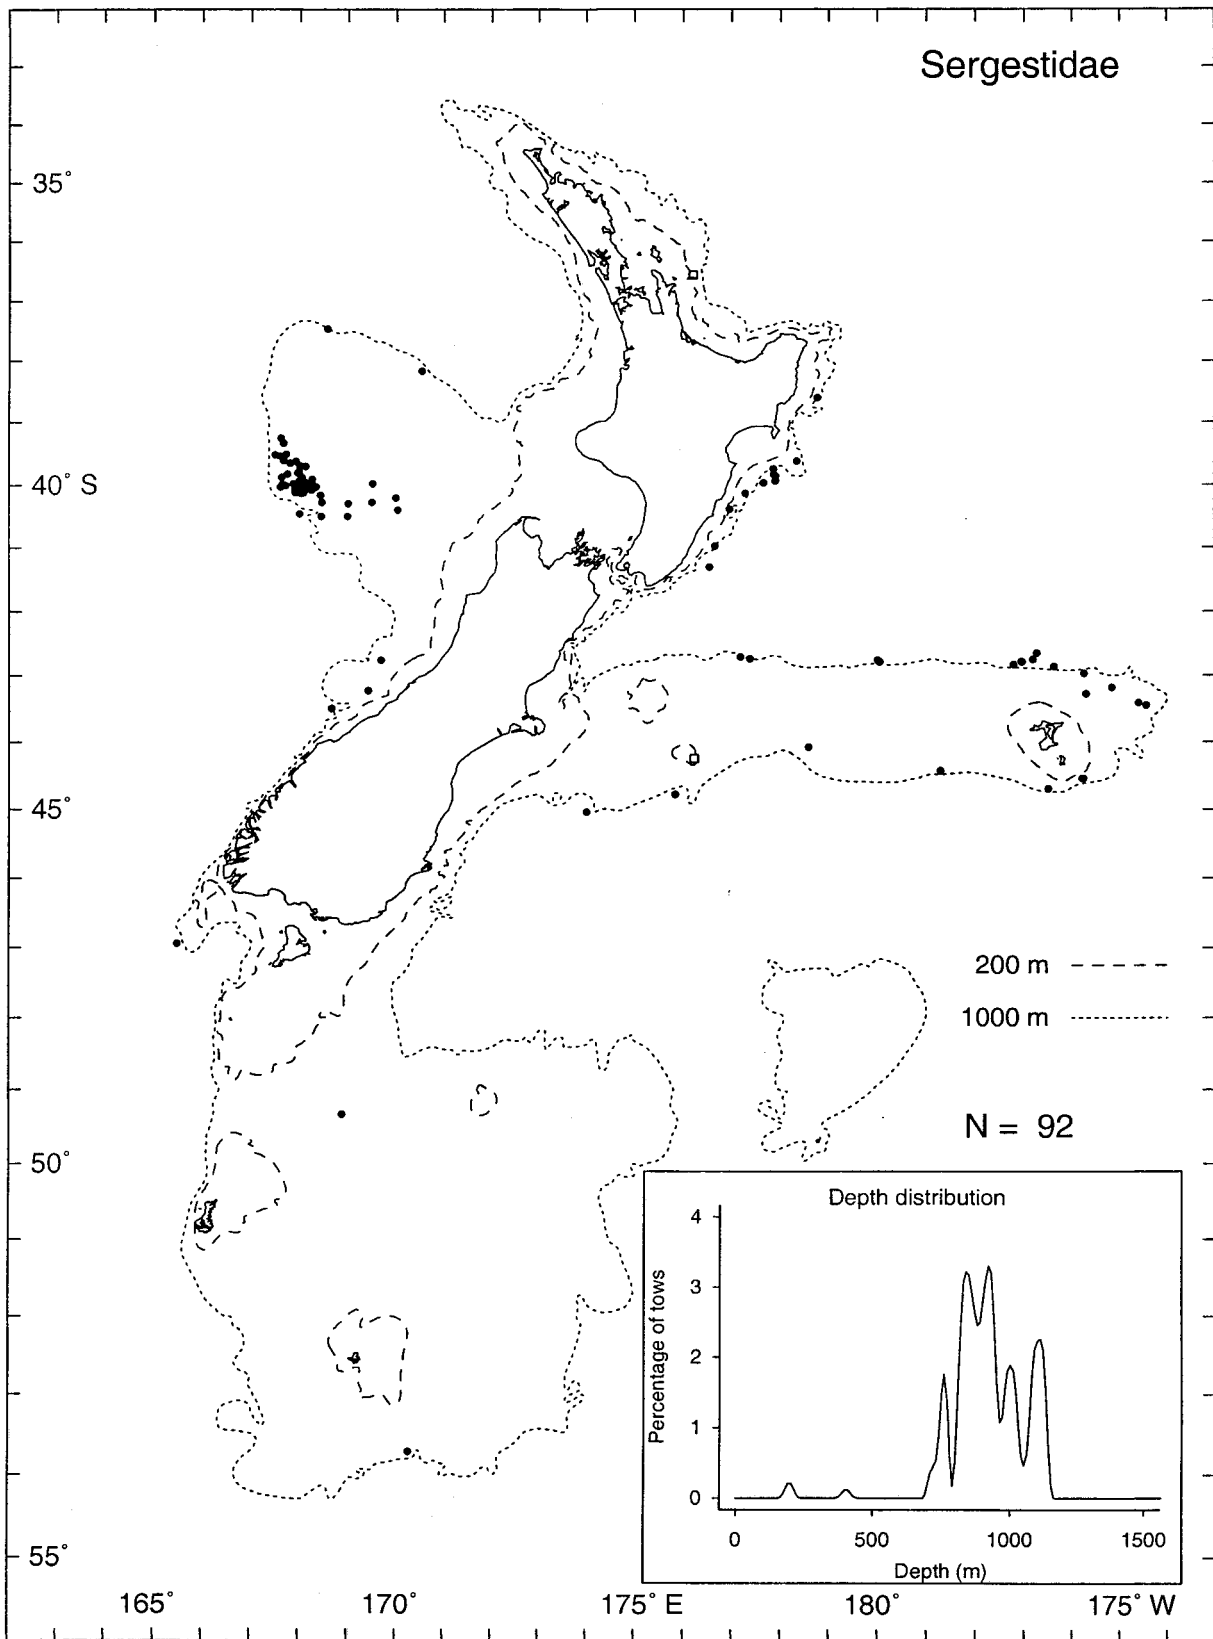 Sergestidae
35°
40° S
45°
200 m
1000 m
N = 92
50°
Depth distribution
4
3
2
1
0
Percentage of tows
0 500 1000 1500
Depth (m)
55°
165° 170° 175° E 180° 175° W